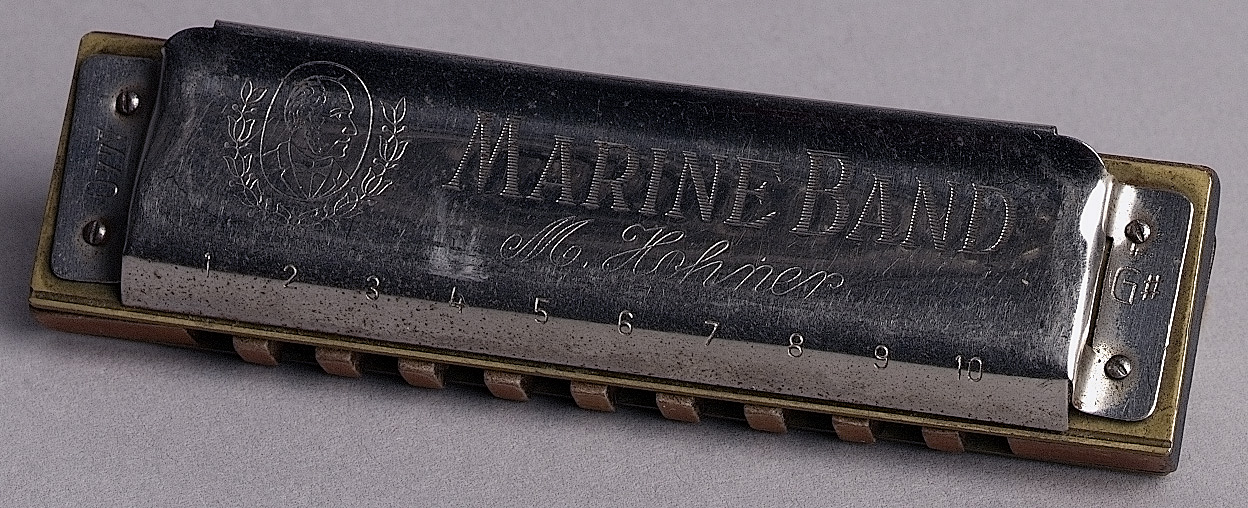 MARINE BAND
M. Hohner
1 2 3 4 5 6 7 8 9 10
G#